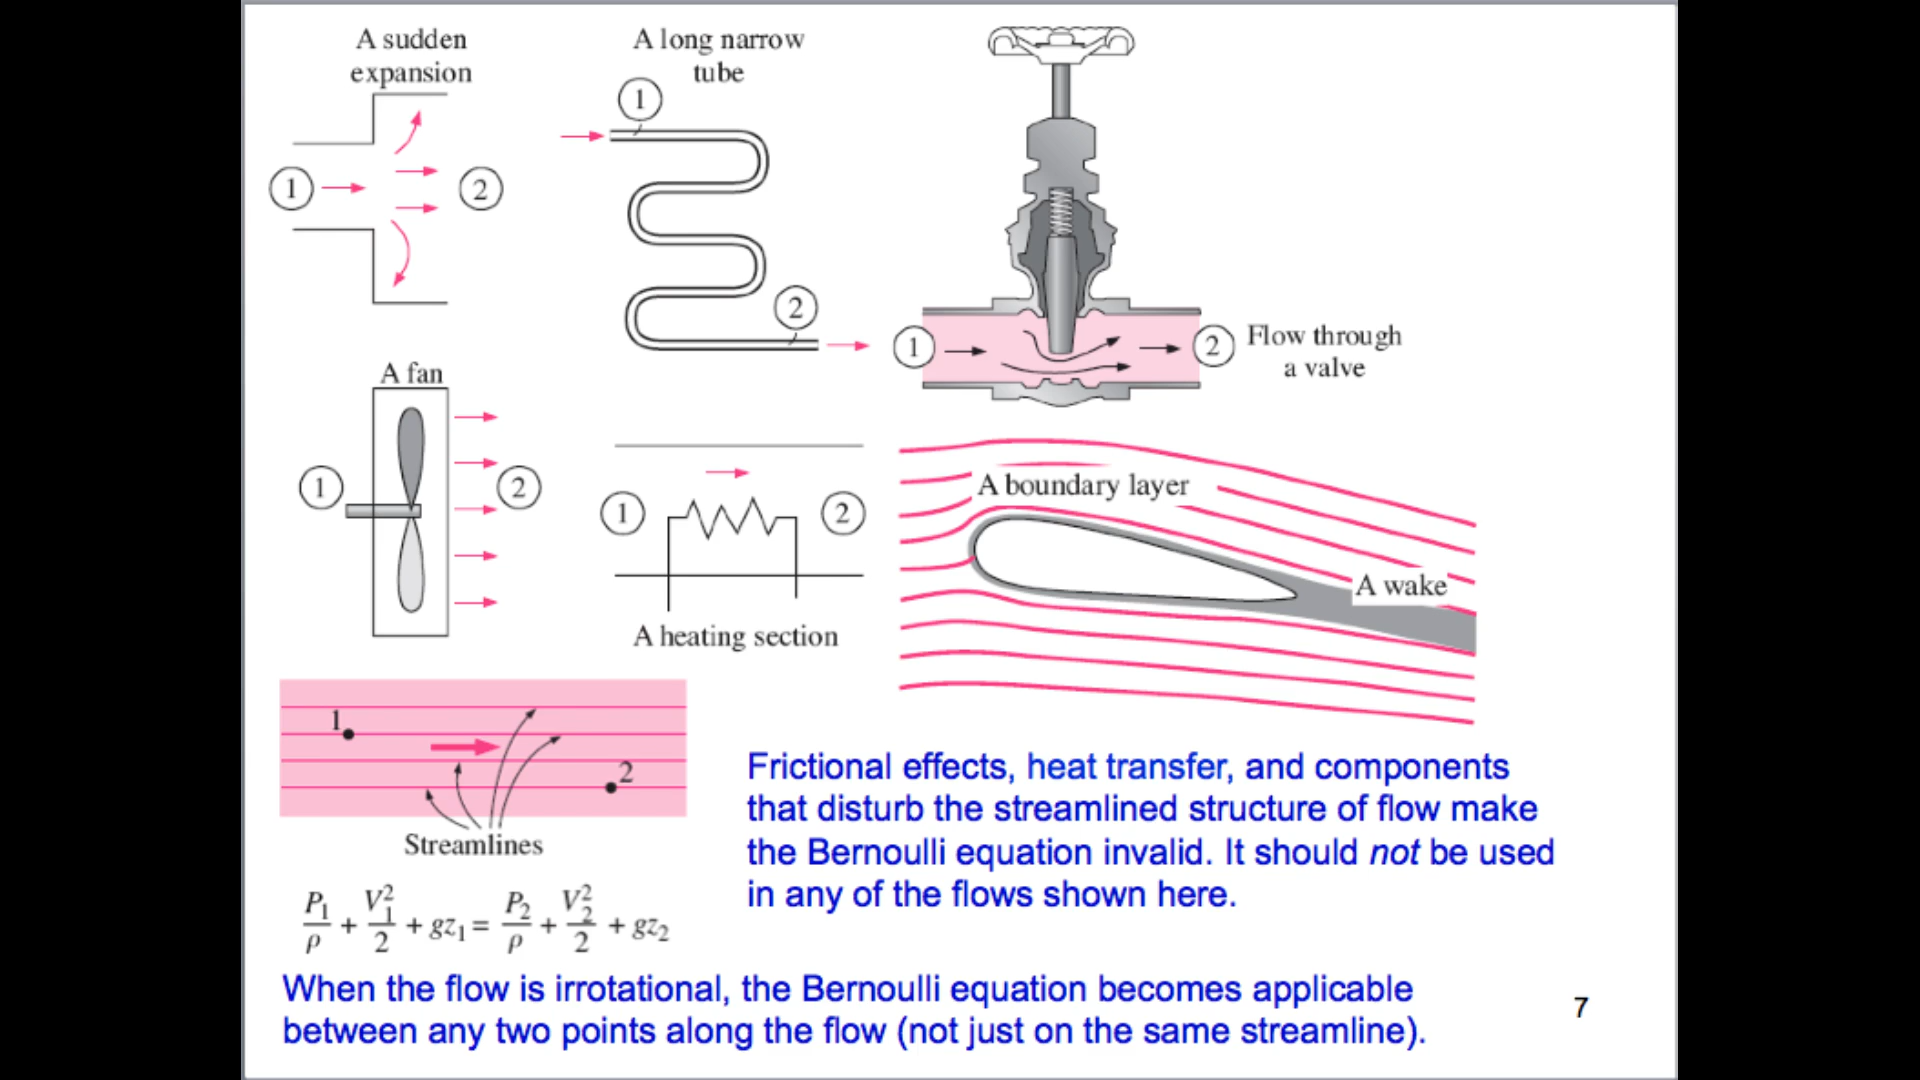 A sudden
expansion
1
2
A long narrow
tube
1
2
1
2
Flow through
a valve
A fan
1
2
1
2
A heating section
A boundary layer
A wake
1
2
Streamlines
P₁/ρ + V₁²/2 + gz₁ = P₂/ρ + V₂²/2 + gz₂
Frictional effects, heat transfer, and components
that disturb the streamlined structure of flow make
the Bernoulli equation invalid. It should not be used
in any of the flows shown here.
When the flow is irrotational, the Bernoulli equation becomes applicable
between any two points along the flow (not just on the same streamline).
7